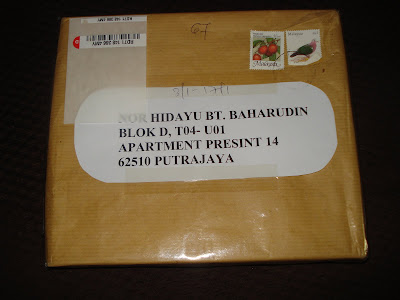 NOR HIDAYU BT. BAHARUDIN
BLOK D, T04- U01
APARTMENT PRESINT 14
62510 PUTRAJAYA